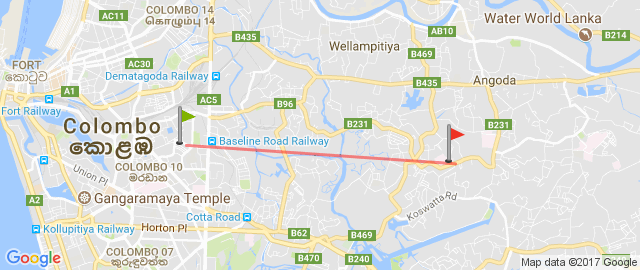 COLOMBO 14
කොළඹ 14
கொழும்பு 14
AC11
B435
Wellampitiya
B469
AB10
Water World Lanka
B214
FORT
කොටුව
AC30
Dematagoda Railway
A1
Fort Railway
AC5
B96
B435
Angoda
B231
B231
Colombo
කොළඹ
Baseline Road Railway
COLOMBO 10
මරදාන
Union Pl
Gangaramaya Temple
A2
Cotta Road
Horton Pl
Koswatta Rd
Kollupitiya Railway
COLOMBO 07
කුරුඳුවත්ත
B62
B469
B470
B240
Google
Map data ©2017 Google